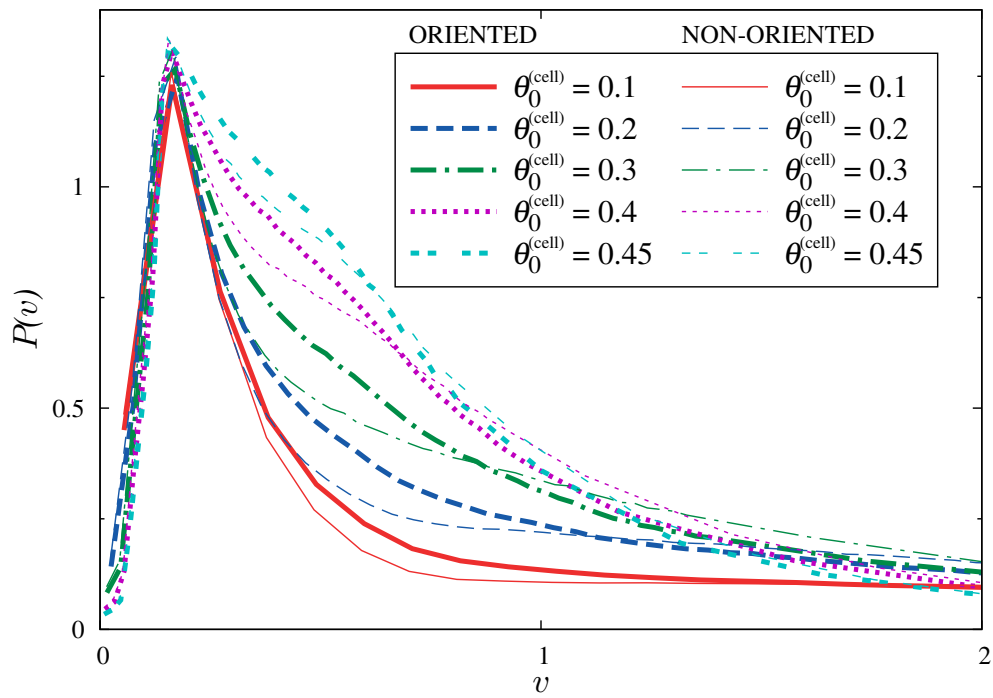 ORIENTED NON-ORIENTED
θ₀⁽ᶜᵉˡˡ⁾ = 0.1 θ₀⁽ᶜᵉˡˡ⁾ = 0.1
θ₀⁽ᶜᵉˡˡ⁾ = 0.2 θ₀⁽ᶜᵉˡˡ⁾ = 0.2
θ₀⁽ᶜᵉˡˡ⁾ = 0.3 θ₀⁽ᶜᵉˡˡ⁾ = 0.3
θ₀⁽ᶜᵉˡˡ⁾ = 0.4 θ₀⁽ᶜᵉˡˡ⁾ = 0.4
θ₀⁽ᶜᵉˡˡ⁾ = 0.45 θ₀⁽ᶜᵉˡˡ⁾ = 0.45
1
P(v)
0.5
0
0 1 2
v